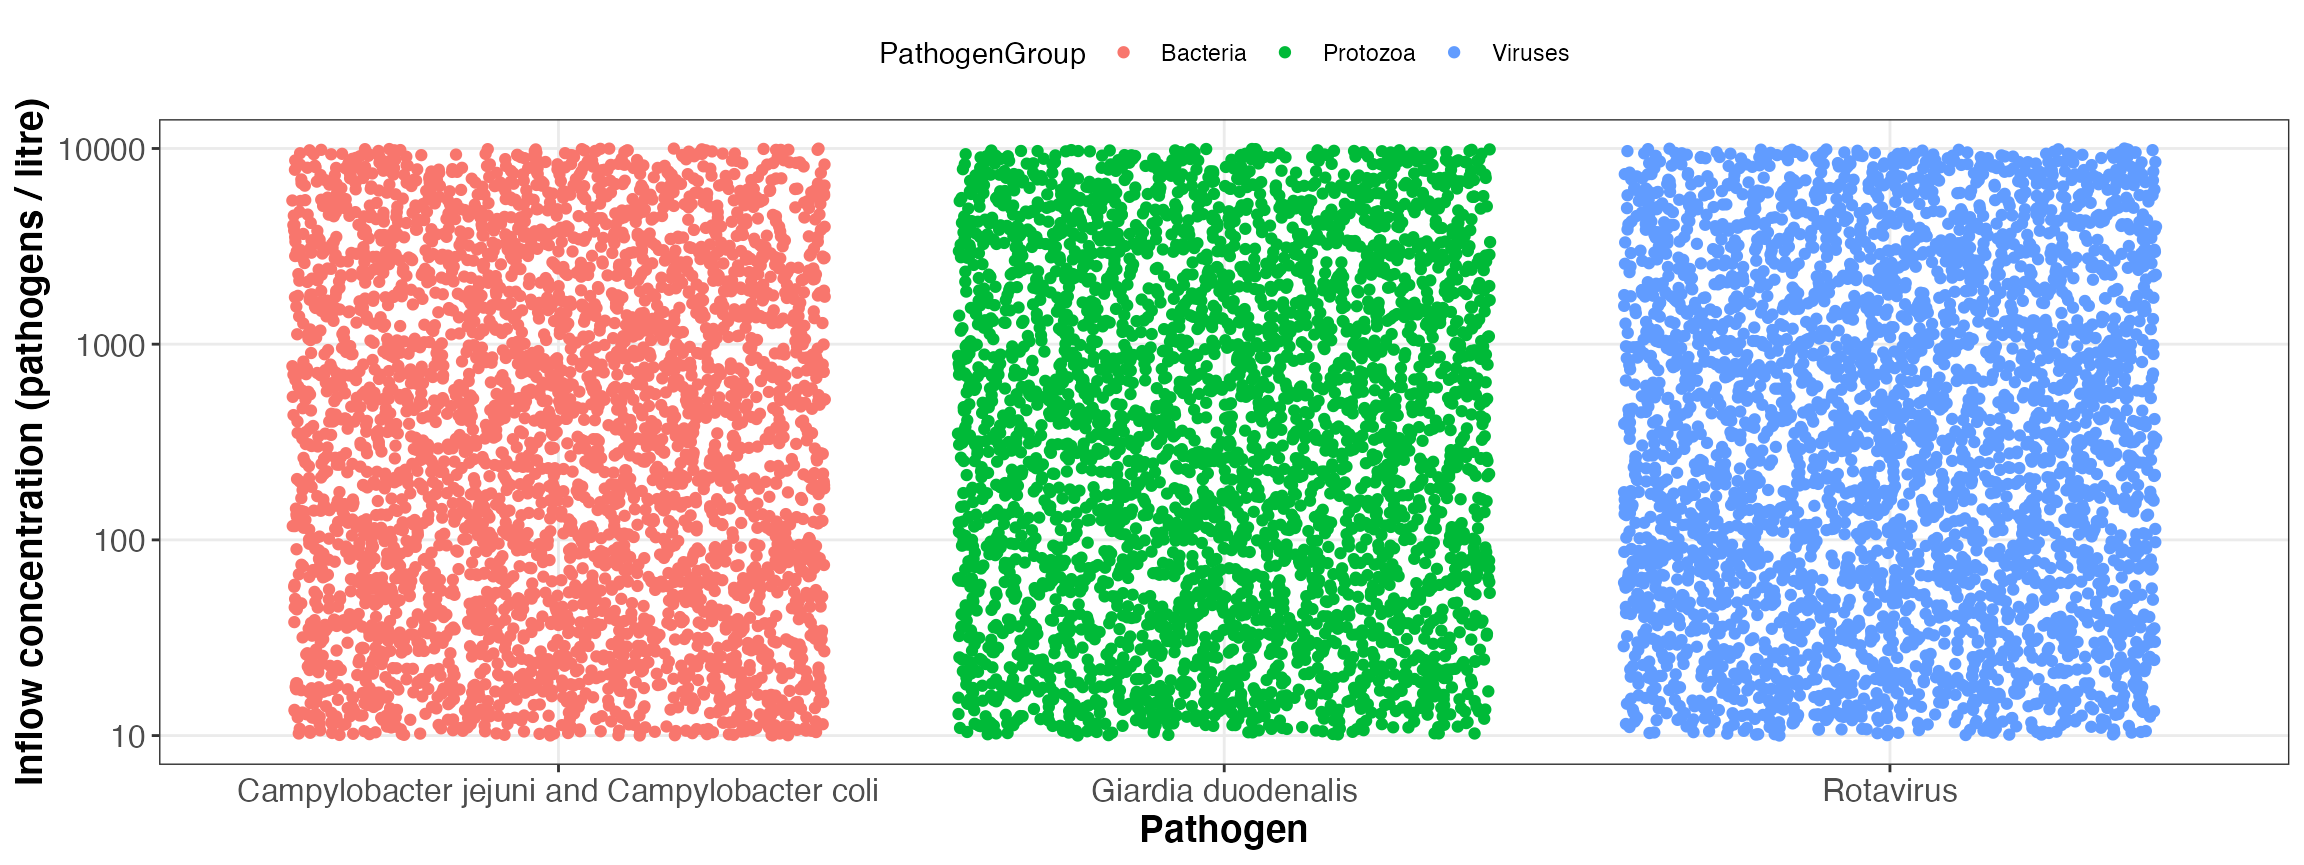 PathogenGroup Bacteria Protozoa Viruses
Inflow concentration (pathogens / litre)
10000
1000
100
10
Campylobacter jejuni and Campylobacter coli Giardia duodenalis Rotavirus
Pathogen